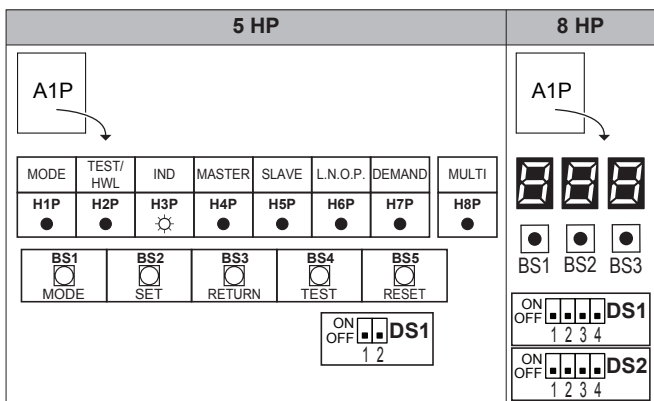 5 HP
8 HP
A1P
A1P
MODE TEST/HWL IND MASTER SLAVE L.N.O.P. DEMAND MULTI
H1P H2P H3P H4P H5P H6P H7P H8P
BS1 BS2 BS3 BS4 BS5
MODE SET RETURN TEST RESET
ON
OFF DS1
1 2
888
BS1 BS2 BS3
ON
OFF DS1
1 2 3 4
ON
OFF DS2
1 2 3 4